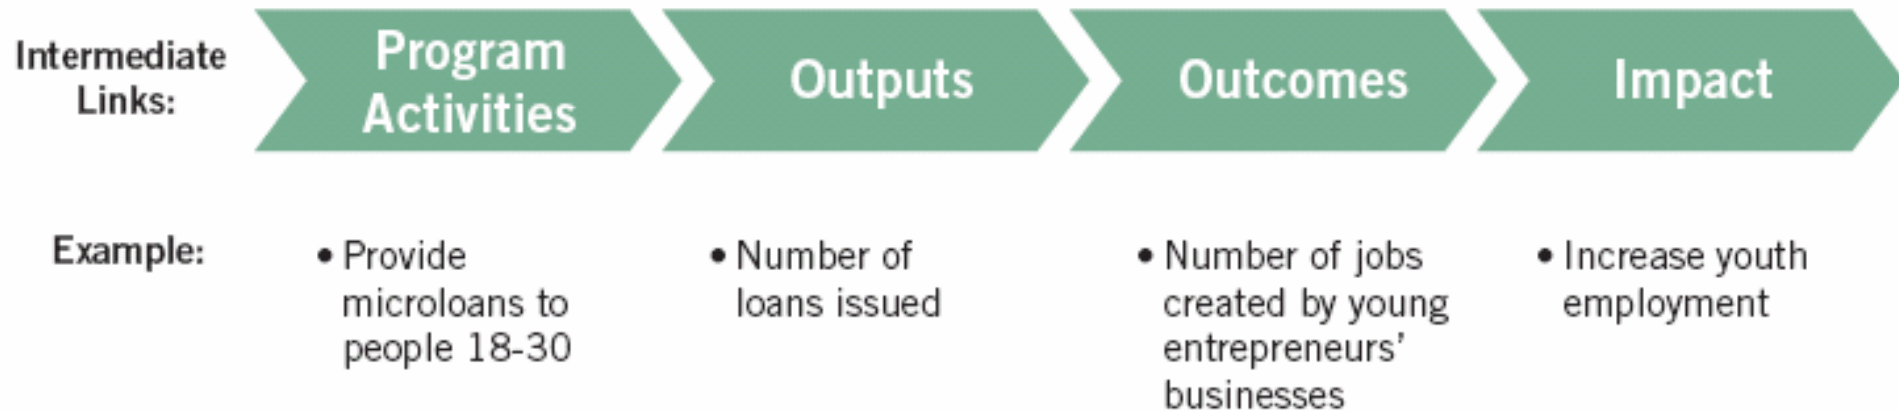 Intermediate
Links:
Program
Activities
Outputs
Outcomes
Impact
Example:
• Provide
microloans to
people 18-30
• Number of
loans issued
• Number of jobs
created by young
entrepreneurs’
businesses
• Increase youth
employment